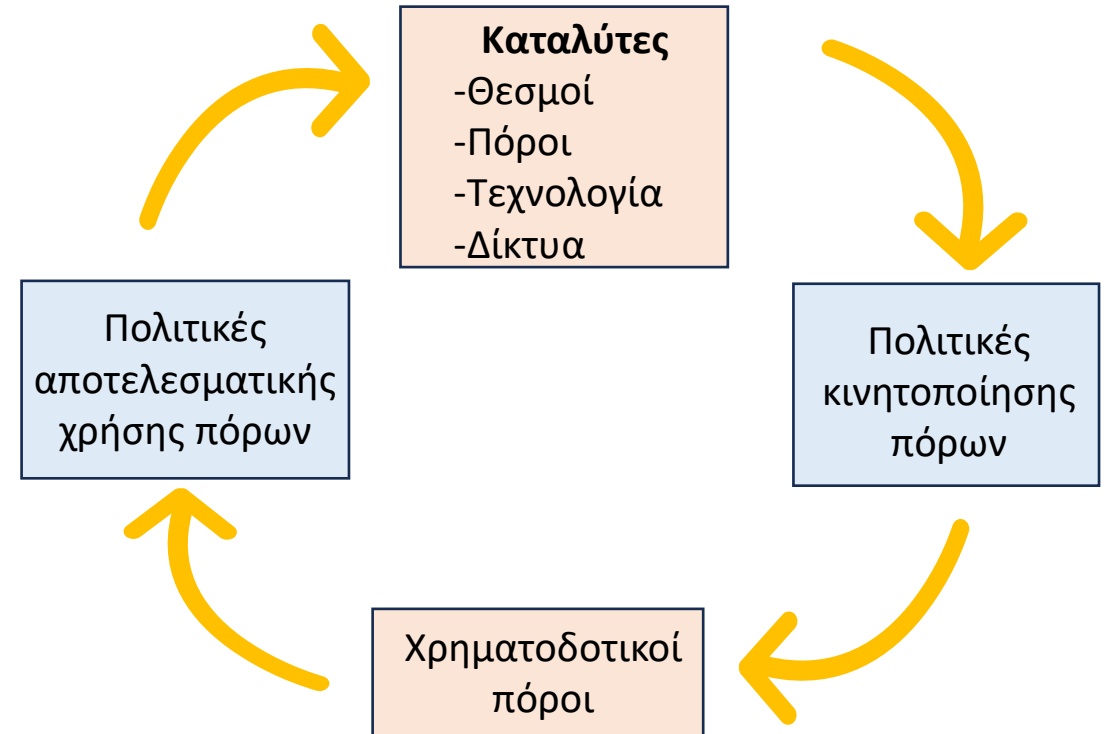 Καταλύτες
-Θεσμοί
-Πόροι
-Τεχνολογία
-Δίκτυα
Πολιτικές
κινητοποίησης
πόρων
Χρηματοδοτικοί
πόροι
Πολιτικές
αποτελεσματικής
χρήσης πόρων